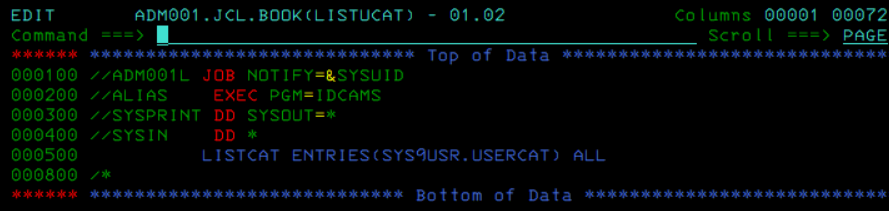 EDIT       ADM001.JCL.BOOK(LISTUCAT) - 01.02                  Columns 00001 00072
Command ===>                                                  Scroll ===> PAGE
****** **************************** Top of Data ******************************
000100 //ADM001L JOB NOTIFY=&SYSUID
000200 //ALIAS    EXEC PGM=IDCAMS
000300 //SYSPRINT DD SYSOUT=*
000400 //SYSIN    DD *
000500          LISTCAT ENTRIES(SYS9USR.USERCAT) ALL
000800 /*
****** *************************** Bottom of Data ****************************